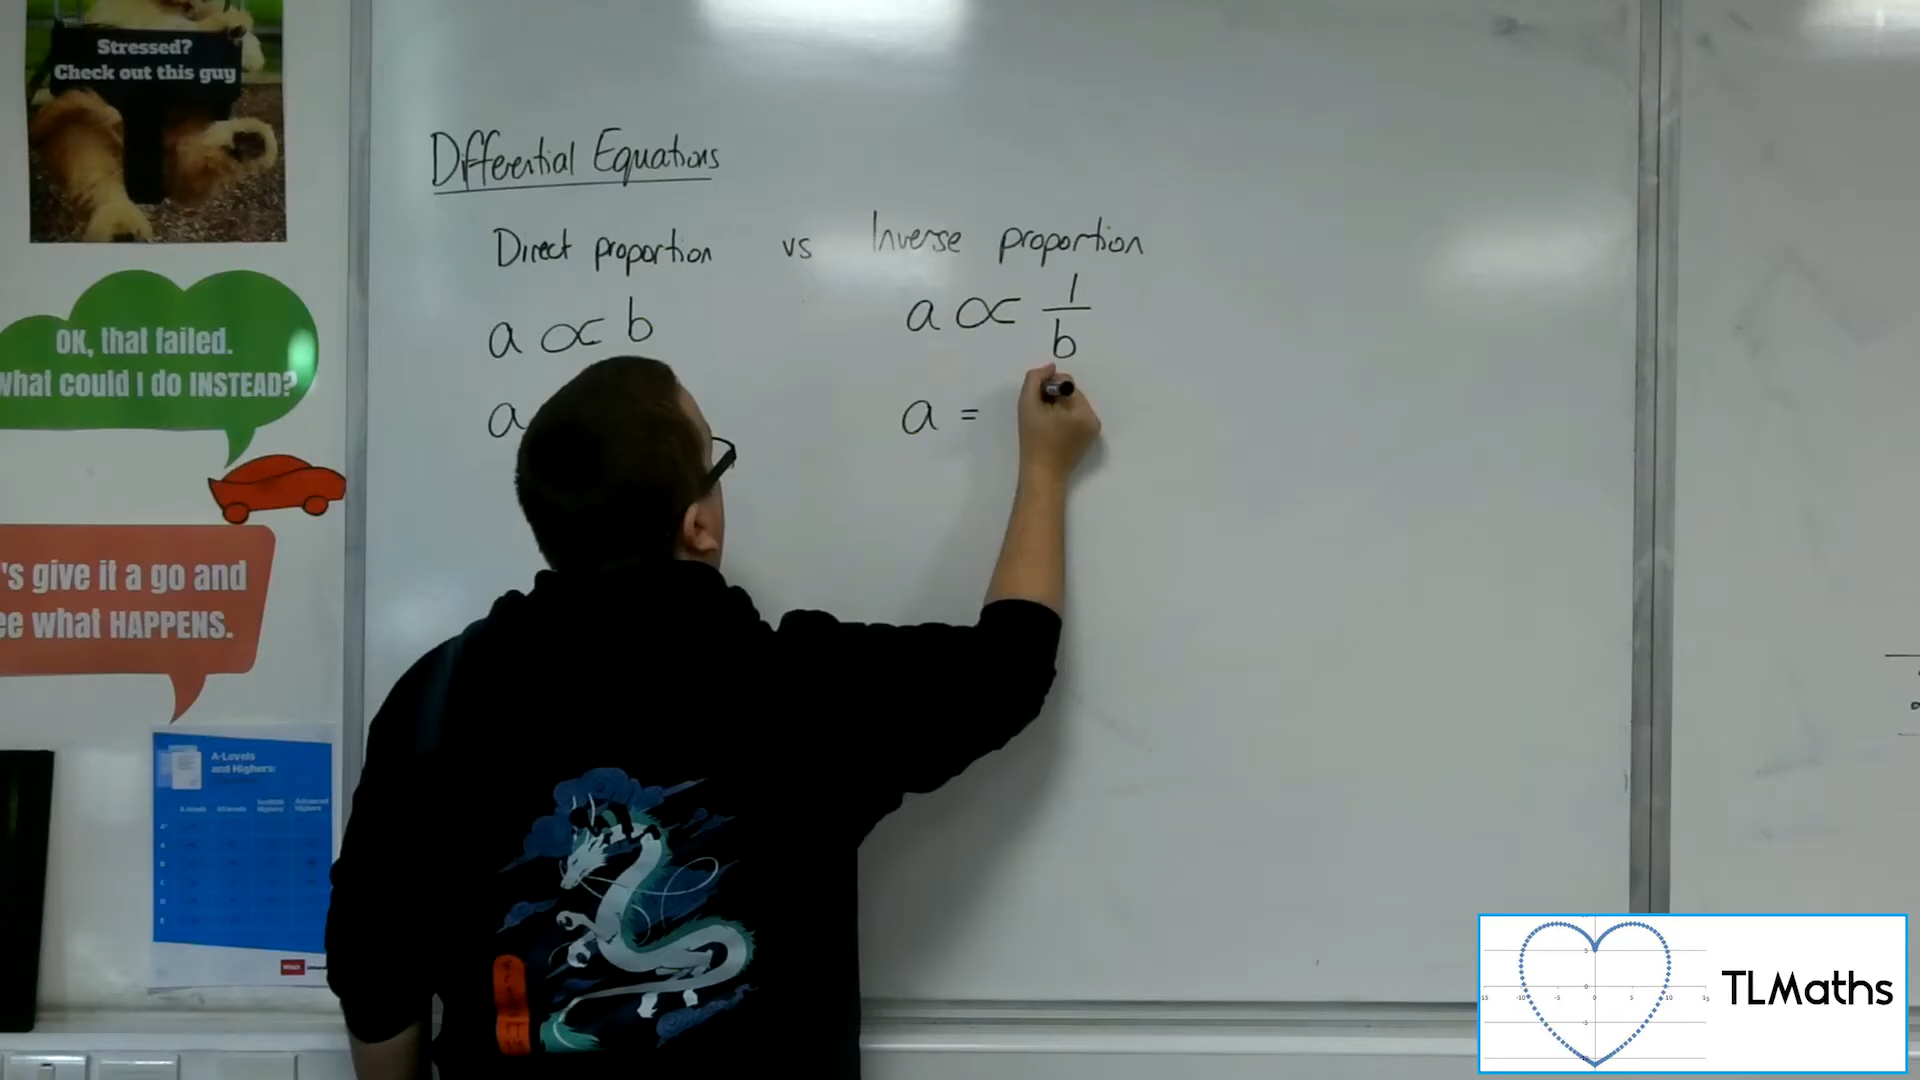 Stressed?
Check out this guy
Differential Equations
Direct proportion vs Inverse proportion
a ∝ b
a ∝ 1/b
a
a =
OK, that failed.
what could I do INSTEAD?
's give it a go and
ee what HAPPENS.
A-Levels
and Highers:
TLMaths